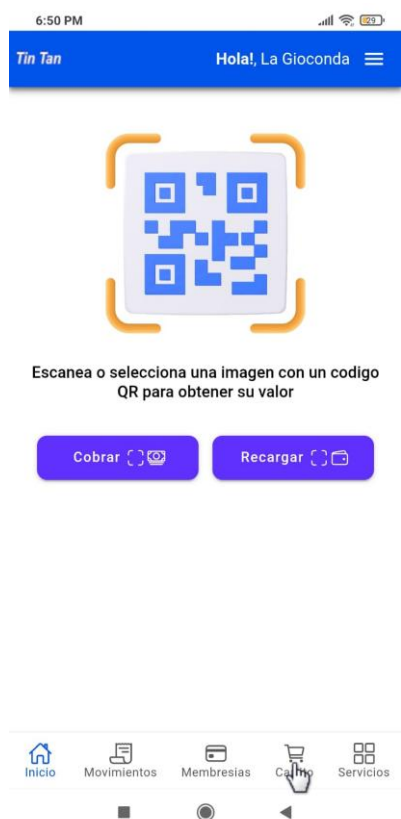 6:50 PM
29
Tin Tan
Hola!, La Gioconda
Escanea o selecciona una imagen con un codigo
QR para obtener su valor
Cobrar
Recargar
Inicio
Movimientos
Membresias
Servicios